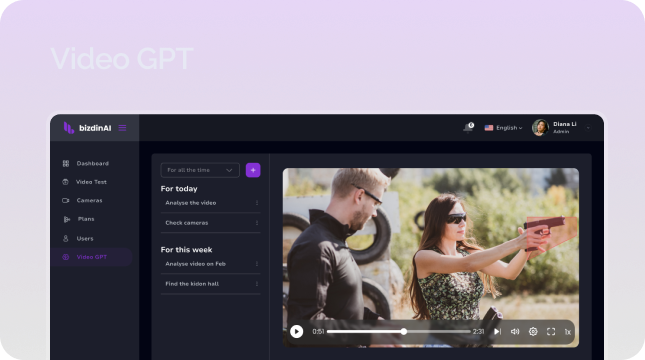 Video GPT
bizdinAI
6
English
Diana Li
Admin
Dashboard
Video Test
Cameras
Plans
Users
Video GPT
For all the time
+
For today
Analyse the video
Check cameras
For this week
Analyse video on Feb
Find the kidon hall
0:51
2:31
1x